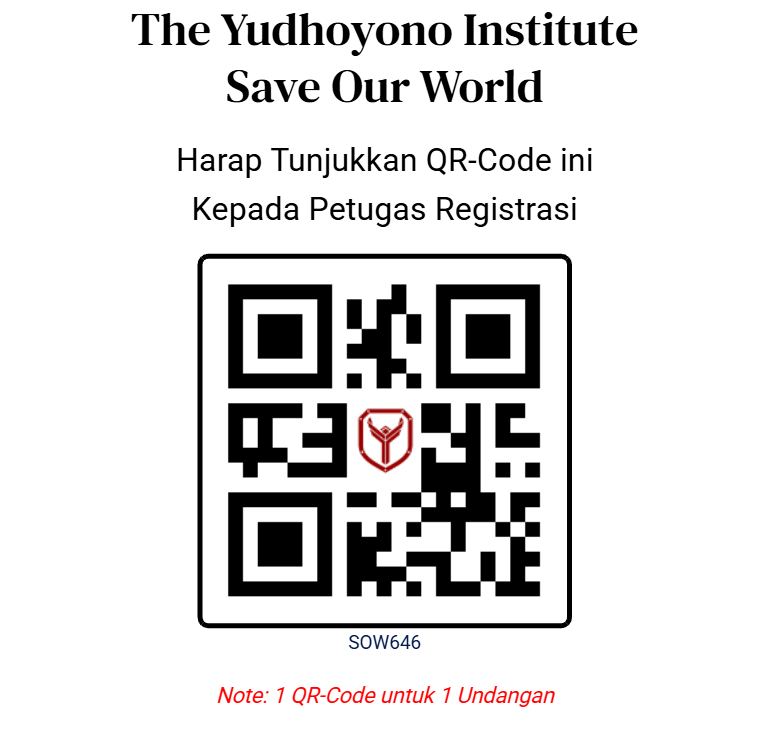 The Yudhoyono Institute
Save Our World
Harap Tunjukkan QR-Code ini
Kepada Petugas Registrasi
SOW646
Note: 1 QR-Code untuk 1 Undangan